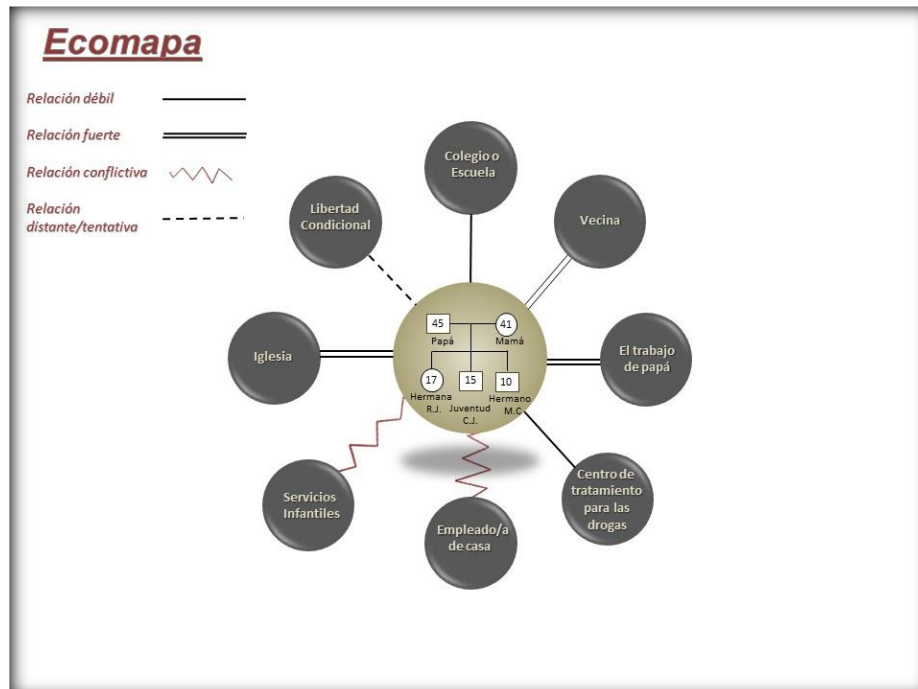 Ecomapa
Relación débil
Relación fuerte
Relación conflictiva
Relación
distante/tentativa
Colegio o
Escuela
Libertad
Condicional
Vecina
Iglesia
El trabajo
de papá
45
41
Papá
Mamá
17
15
10
Hermana
R.J.
Juventud
C.J.
Hermano
M.C
Servicios
Infantiles
Empleado/a
de casa
Centro de
tratamiento
para las
drogas